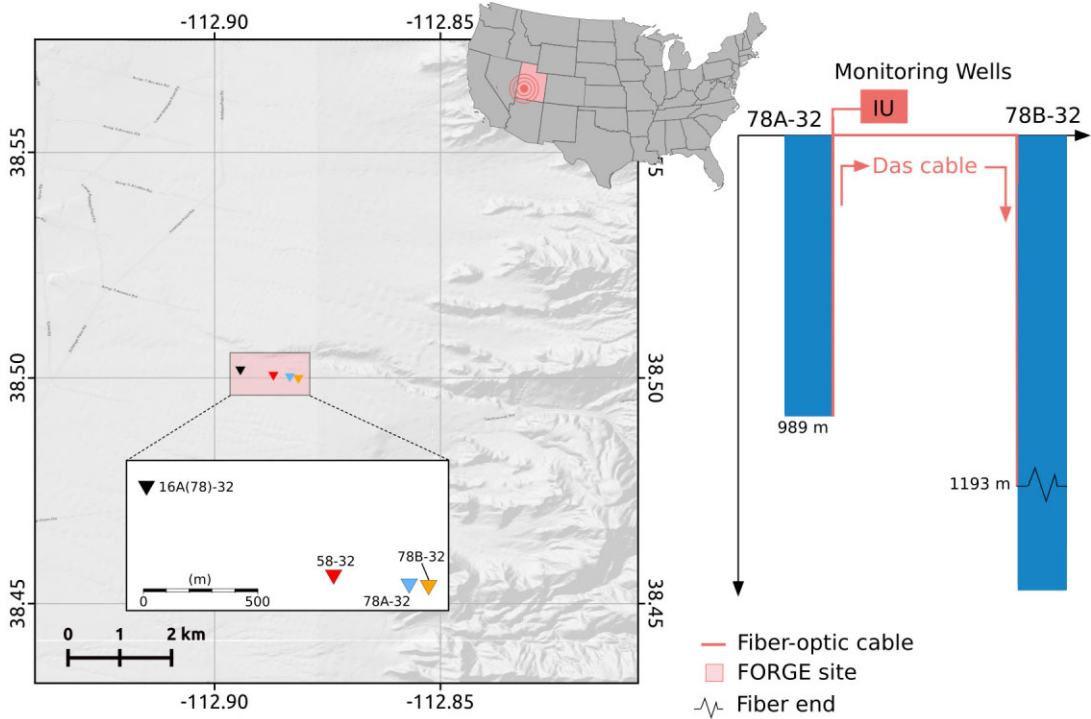 -112.90
-112.85
38.55
38.50
38.45
75
38.50
38.45
-112.90
-112.85
16A(78)-32
58-32
78B-32
78A-32
(m)
0 500
0 1 2 km
Monitoring Wells
IU
78A-32
78B-32
Das cable
989 m
1193 m
Fiber-optic cable
FORGE site
Fiber end